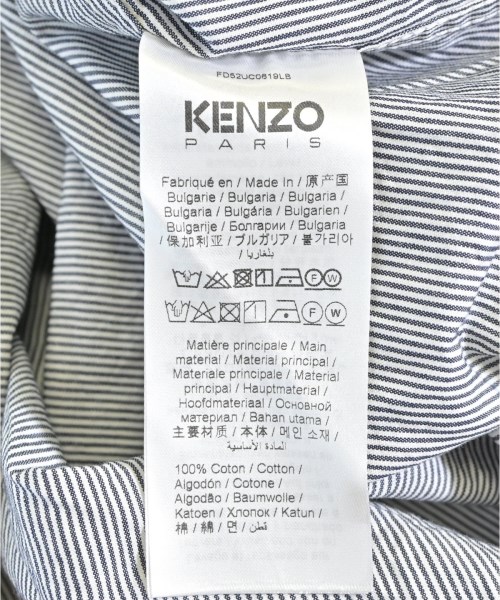 FD52UC0619LB
KENZO
PARIS
Fabriqué en / Made in / 原产国
Bulgarie / Bulgaria / Bulgaria /
Bulgaria / Bulgária / Bulgarien /
Bulgarije / Болгарии / Bulgaria
/ 保加利亚 / ブルガリア / 불가리아
/ بلغاريا
Matière principale / Main
material / Material principal /
Materiale principale / Material
principal / Hauptmaterial /
Hoofdmateriaal / Основной
материал / Bahan utama /
主要材质 / 本体 / 메인 소재 /
المادة الأساسية
100% Coton / Cotton /
Algodón / Cotone /
Algodão / Baumwolle /
Katoen / Хлопок / Katun /
棉 / 綿 / 면 / قطن